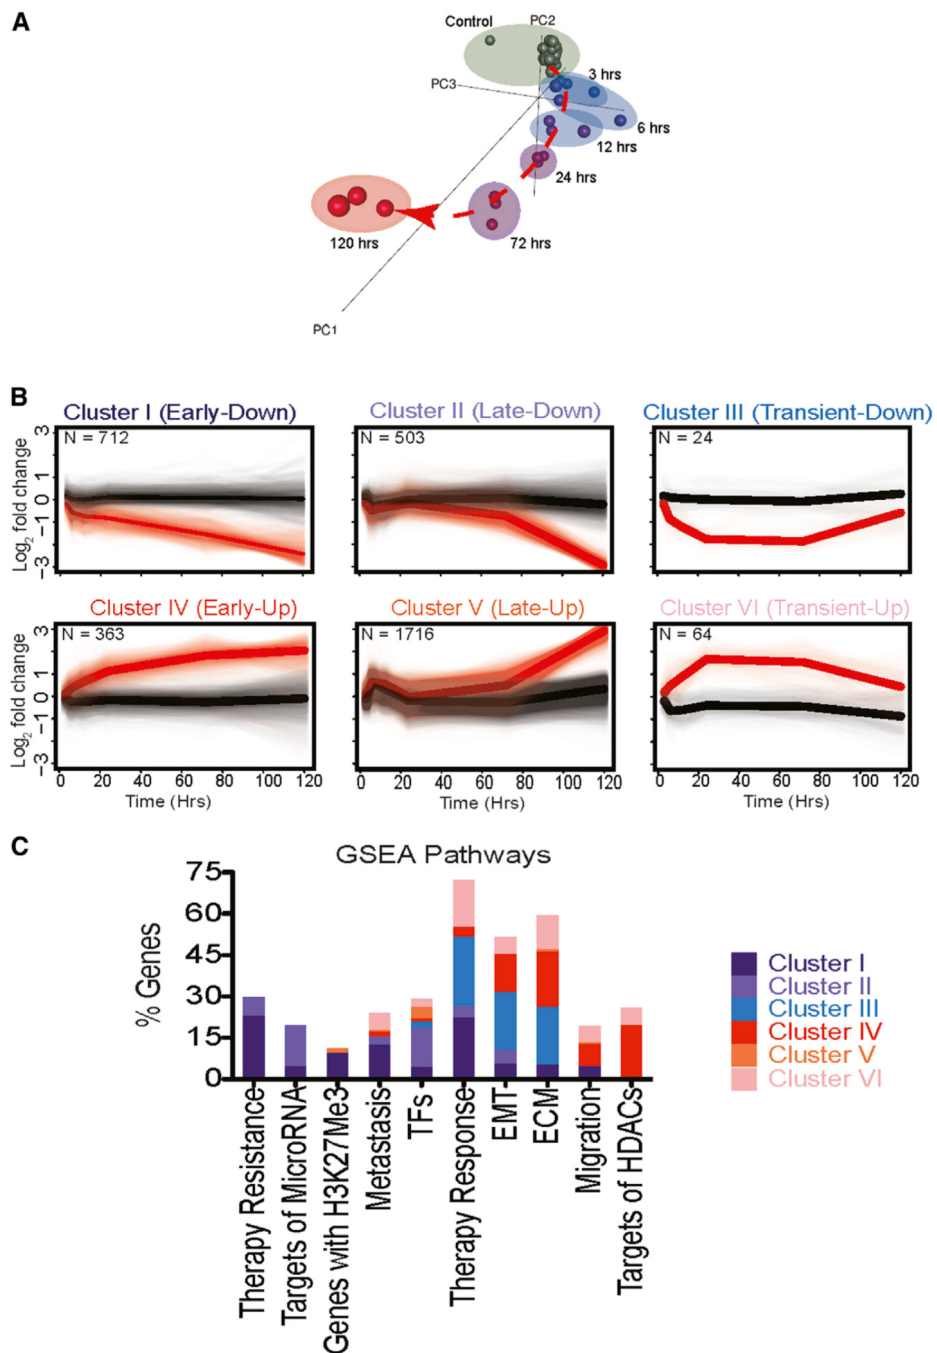 A
Control
PC2
PC3
3 hrs
6 hrs
12 hrs
24 hrs
72 hrs
120 hrs
PC1
B
Cluster I (Early-Down)
Cluster II (Late-Down)
Cluster III (Transient-Down)
N = 712
N = 503
N = 24
Log2 fold change
3
1
0
−1
−3
Cluster IV (Early-Up)
Cluster V (Late-Up)
Cluster VI (Transient-Up)
N = 363
N = 1716
N = 64
Log2 fold change
3
1
0
−1
−3
0 20 40 60 80 100 120
0 20 40 60 80 100 120
0 20 40 60 80 100 120
Time (Hrs)
Time (Hrs)
Time (Hrs)
C
GSEA Pathways
% Genes
75
60
45
30
15
0
Therapy Resistance
Targets of MicroRNA
Genes with H3K27Me3
Metastasis
TFs
Therapy Response
EMT
ECM
Migration
Targets of HDACs
Cluster I
Cluster II
Cluster III
Cluster IV
Cluster V
Cluster VI